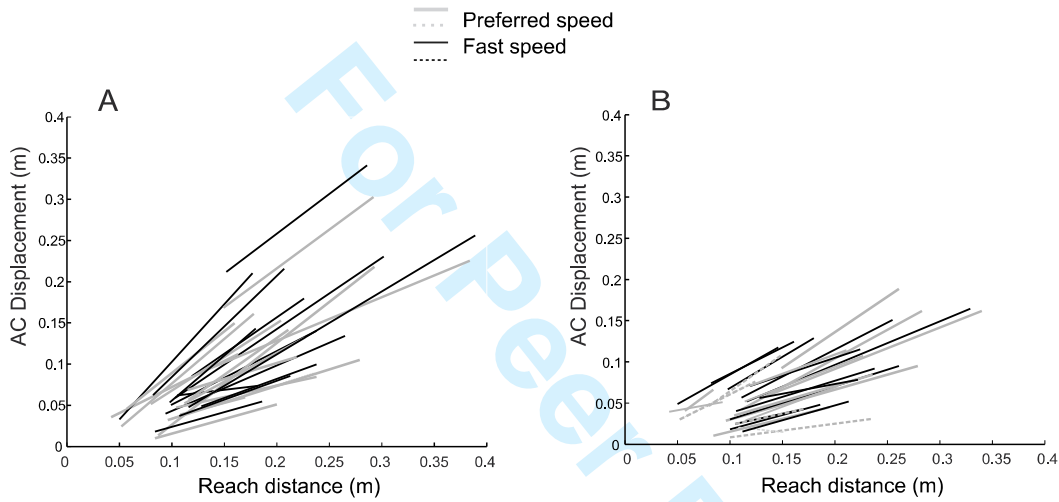 Preferred speed
Fast speed
A
0.4
0.35
0.3
0.25
0.2
0.15
0.1
0.05
0
AC Displacement (m)
0 0.05 0.1 0.15 0.2 0.25 0.3 0.35 0.4
Reach distance (m)
B
0.4
0.35
0.3
0.25
0.2
0.15
0.1
0.05
0
AC Displacement (m)
0 0.05 0.1 0.15 0.2 0.25 0.3 0.35 0.4
Reach distance (m)
For Peer